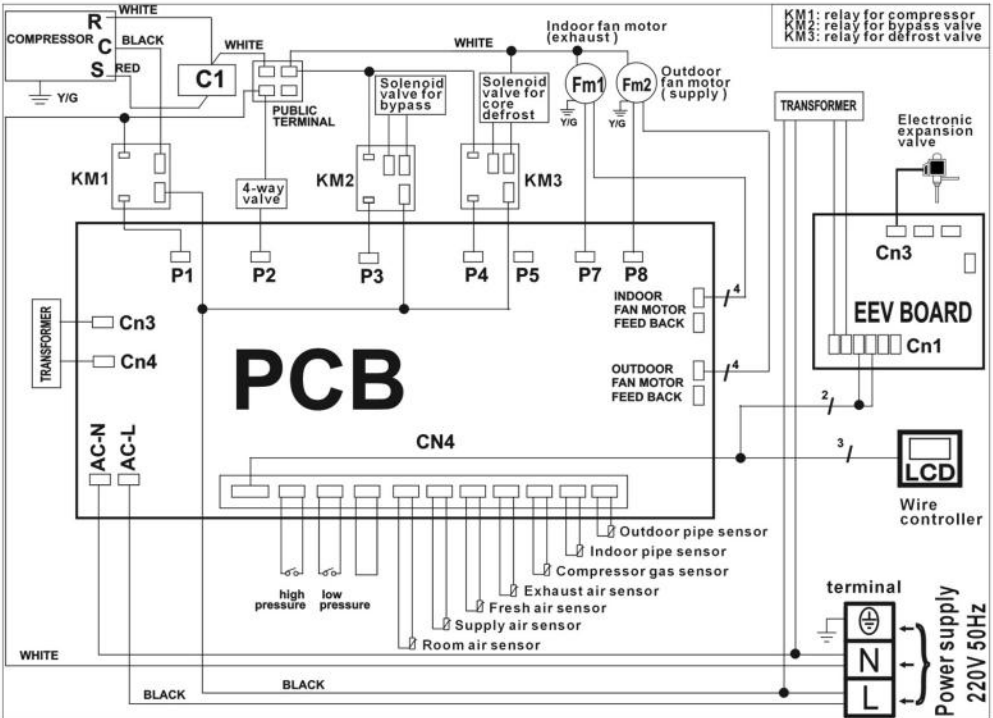 KM1: relay for compressor
KM2: relay for bypass valve
KM3: relay for defrost valve
WHITE
R
COMPRESSOR
C
BLACK
S
RED
Y/G
C1
WHITE
PUBLIC
TERMINAL
WHITE
Indoor fan motor
(exhaust )
Solenoid
valve for
bypass
Solenoid
valve for
core
defrost
Fm1
Y/G
Fm2
Y/G
Outdoor
fan motor
( supply )
TRANSFORMER
Electronic
expansion
valve
KM1
4-way
valve
KM2
KM3
P1
P2
P3
P4
P5
P7
P8
Cn3
EEV BOARD
Cn1
INDOOR
FAN MOTOR
FEED BACK
4
OUTDOOR
FAN MOTOR
FEED BACK
4
TRANSFORMER
Cn3
Cn4
PCB
AC-N
AC-L
CN4
2
3
LCD
Wire
controller
high
pressure
low
pressure
Outdoor pipe sensor
Indoor pipe sensor
Compressor gas sensor
Exhaust air sensor
Fresh air sensor
Supply air sensor
Room air sensor
terminal
N
L
Power supply
220V 50Hz
WHITE
BLACK
BLACK